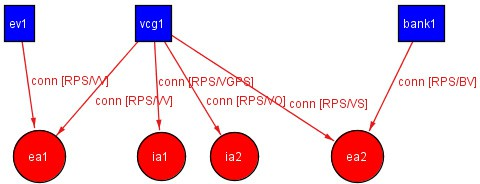 ev1
vcg1
bank1
conn [RPS/VV]
conn [RPS/VGPS]
conn [RPS/BV]
conn [RPS/VV]
conn [RPS/VO]
conn [RPS/VS]
ea1
ia1
ia2
ea2